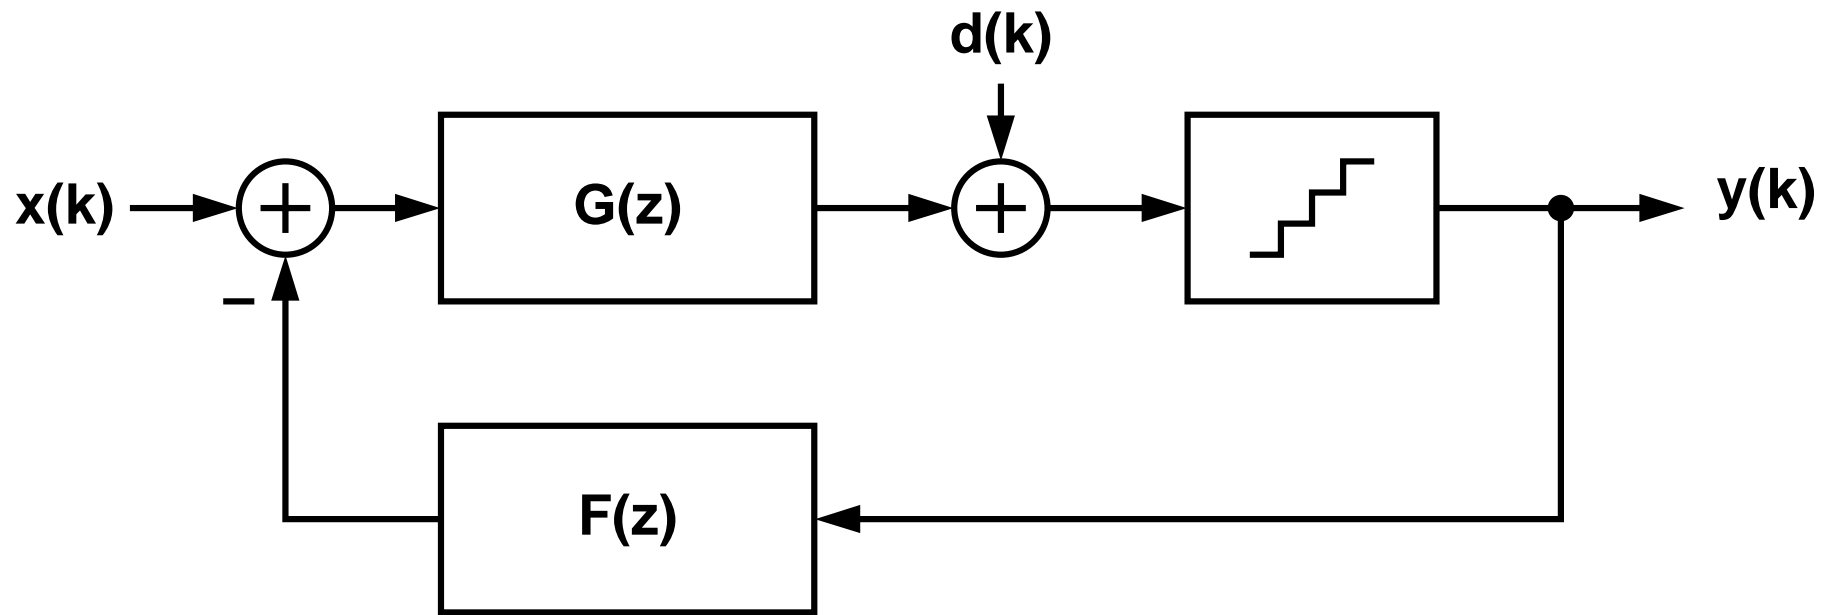 d(k)
x(k)
G(z)
y(k)
–
F(z)